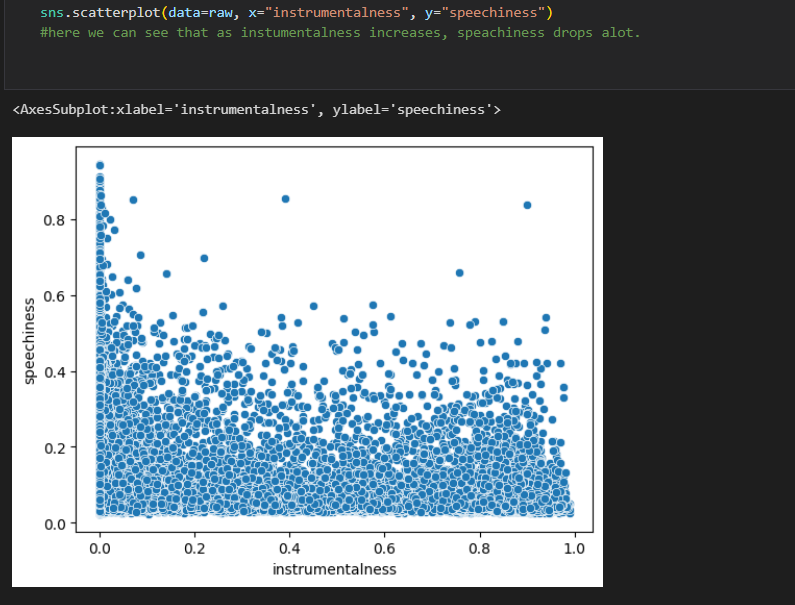 sns.scatterplot(data=raw, x="instrumentalness", y="speechiness")
#here we can see that as instumentalness increases, speachiness drops alot.
<AxesSubplot:xlabel='instrumentalness', ylabel='speechiness'>
0.8
0.6
0.4
0.2
0.0
speechiness
0.0 0.2 0.4 0.6 0.8 1.0
instrumentalness